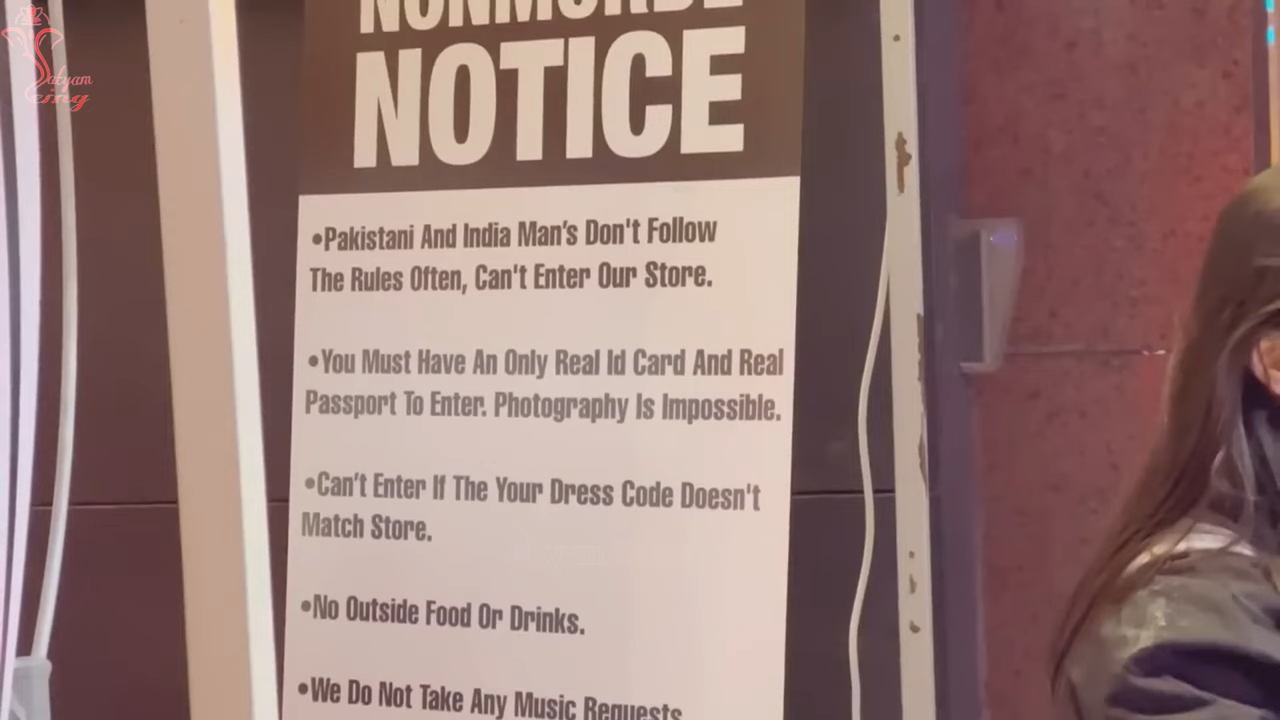 NOTICE
•Pakistani And India Man's Don't Follow
The Rules Often, Can't Enter Our Store.
•You Must Have An Only Real Id Card And Real
Passport To Enter. Photography Is Impossible.
•Can't Enter If The Your Dress Code Doesn't
Match Store.
•No Outside Food Or Drinks.
•We Do Not Take Any Music Requests